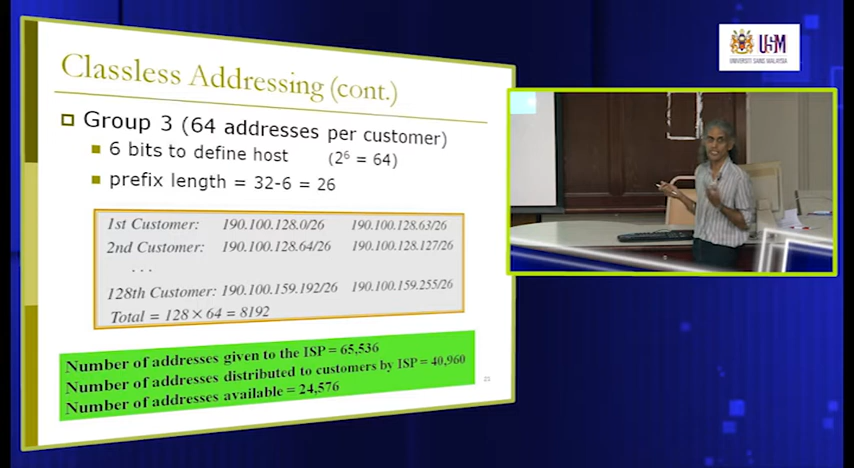 Classless Addressing (cont.)
Group 3 (64 addresses per customer)
6 bits to define host (2⁶ = 64)
prefix length = 32-6 = 26
1st Customer: 190.100.128.0/26 190.100.128.63/26
2nd Customer: 190.100.128.64/26 190.100.128.127/26
· · ·
128th Customer: 190.100.159.192/26 190.100.159.255/26
Total = 128 × 64 = 8192
Number of addresses given to the ISP = 65,536
Number of addresses distributed to customers by ISP = 40,960
Number of addresses available = 24,576
21
USM
UNIVERSITI SAINS MALAYSIA